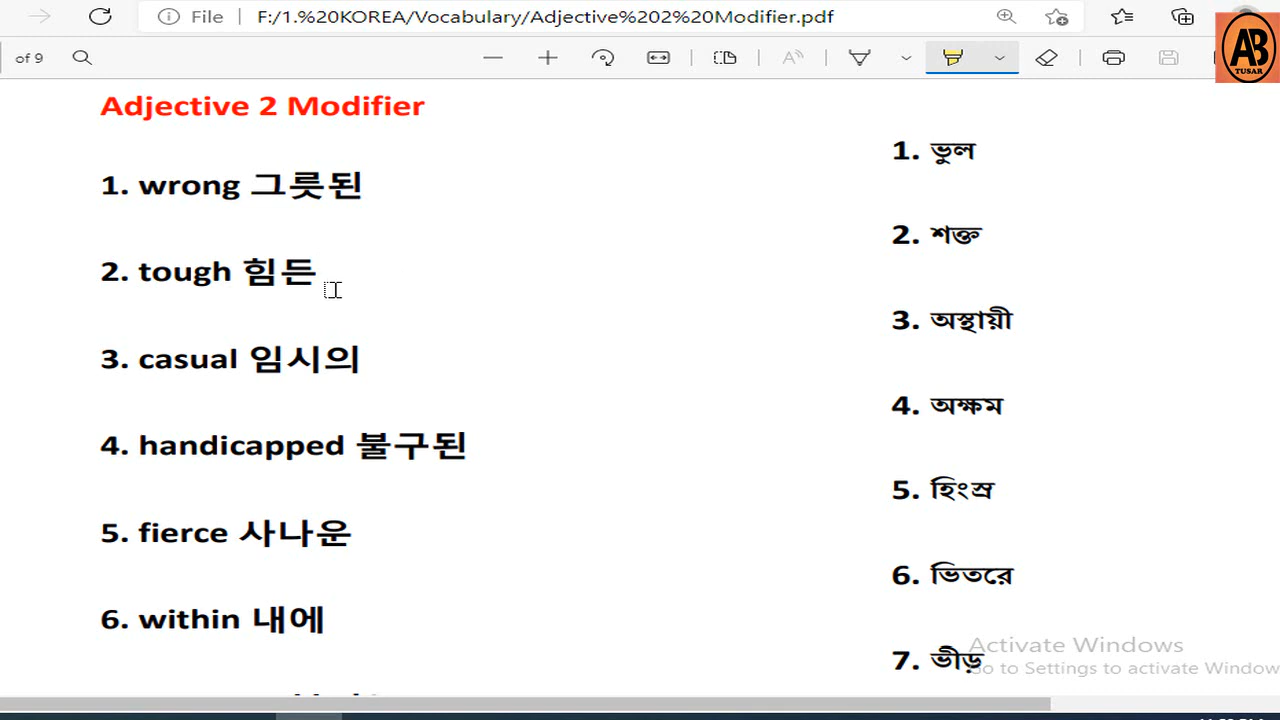 File F:/1.%20KOREA/Vocabulary/Adjective%202%20Modifier.pdf
of 9
AB
TUSAR
Adjective 2 Modifier
1. wrong 그릇된
2. tough 힘든
3. casual 임시의
4. handicapped 불구된
5. fierce 사나운
6. within 내에
1. ভুল
2. শক্ত
3. অস্থায়ী
4. অক্ষম
5. হিংস্র
6. ভিতরে
7. ভীড়
Activate Windows
Go to Settings to activate Window